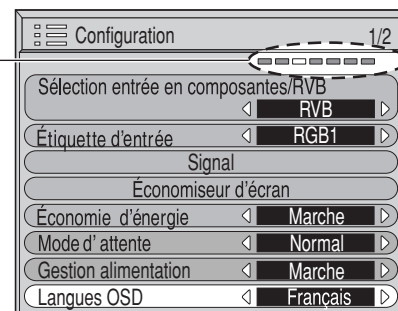 Configuration 1/2
Sélection entrée en composantes/RVB
RVB
Étiquette d'entrée RGB1
Signal
Économiseur d'écran
Économie d'énergie Marche
Mode d' attente Normal
Gestion alimentation Marche
Langues OSD Français